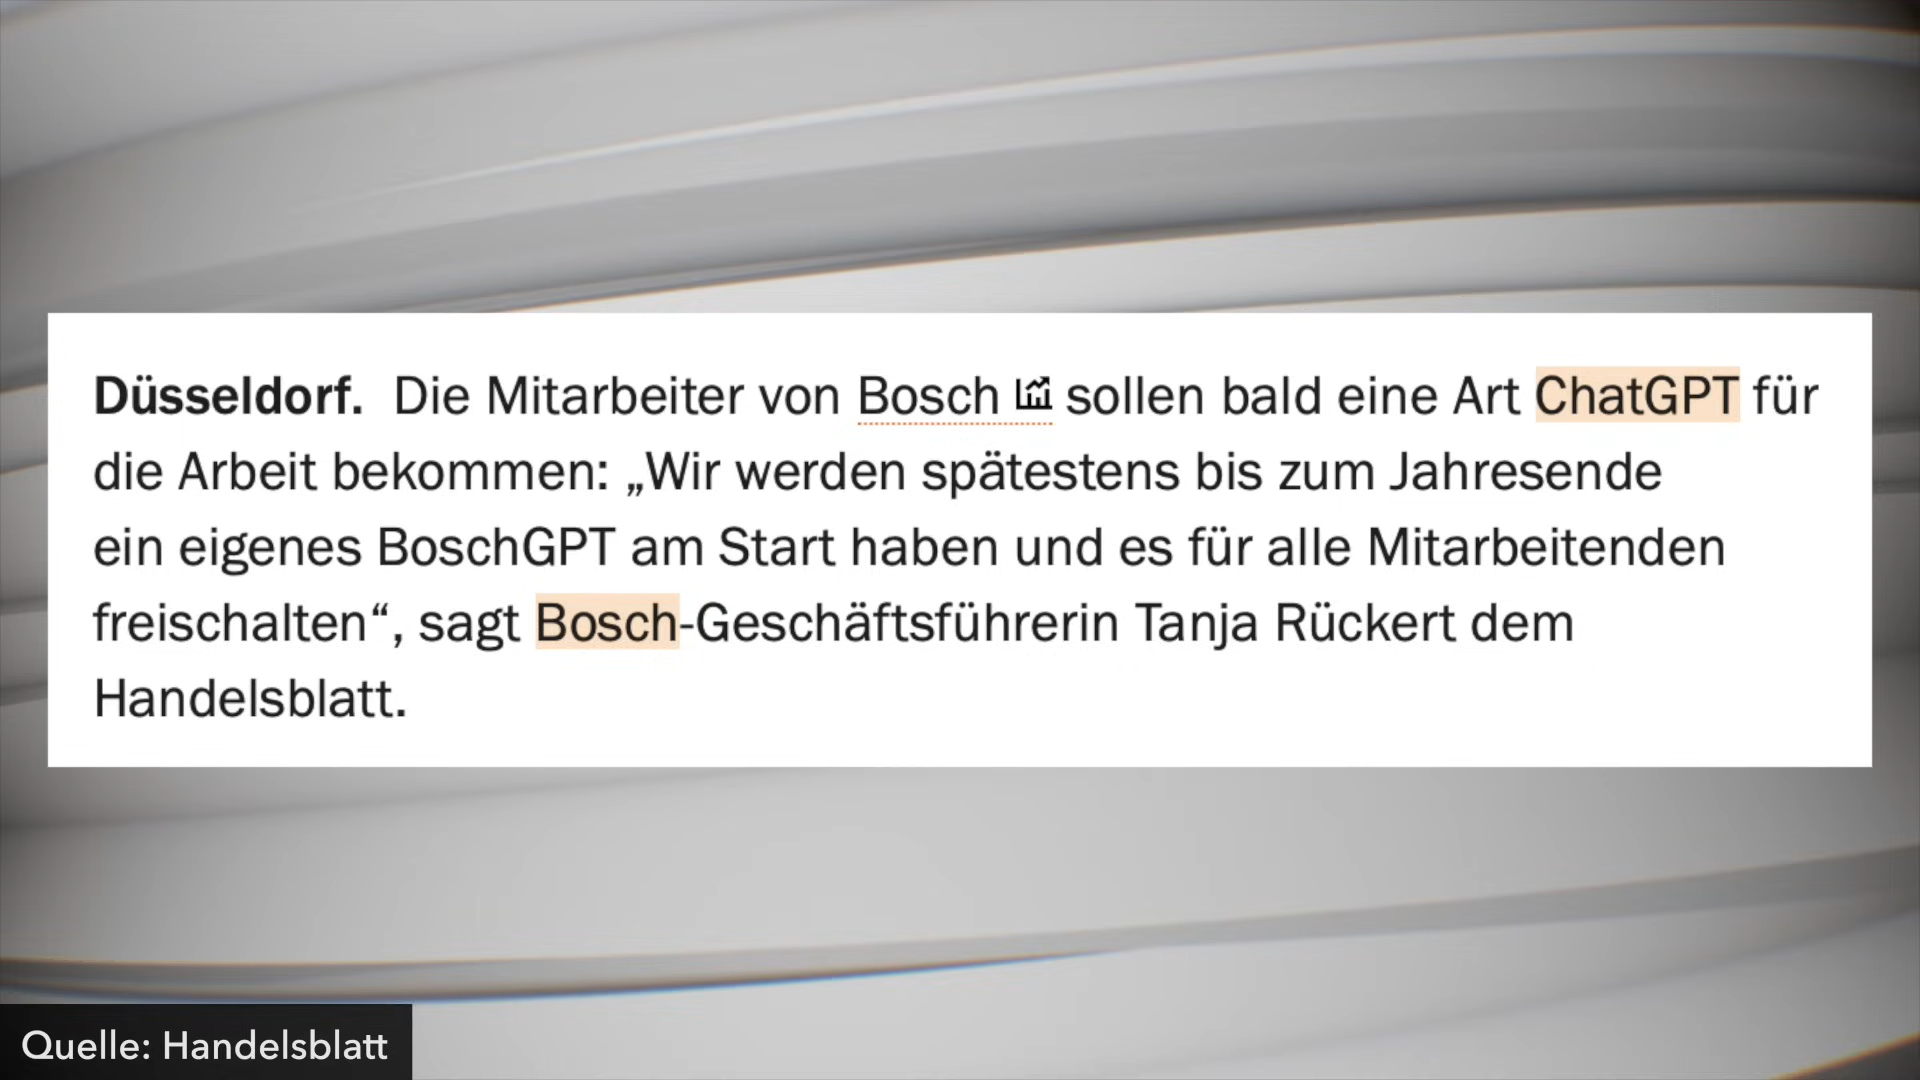 Düsseldorf. Die Mitarbeiter von Bosch sollen bald eine Art ChatGPT für
die Arbeit bekommen: „Wir werden spätestens bis zum Jahresende
ein eigenes BoschGPT am Start haben und es für alle Mitarbeitenden
freischalten“, sagt Bosch-Geschäftsführerin Tanja Rückert dem
Handelsblatt.
Quelle: Handelsblatt